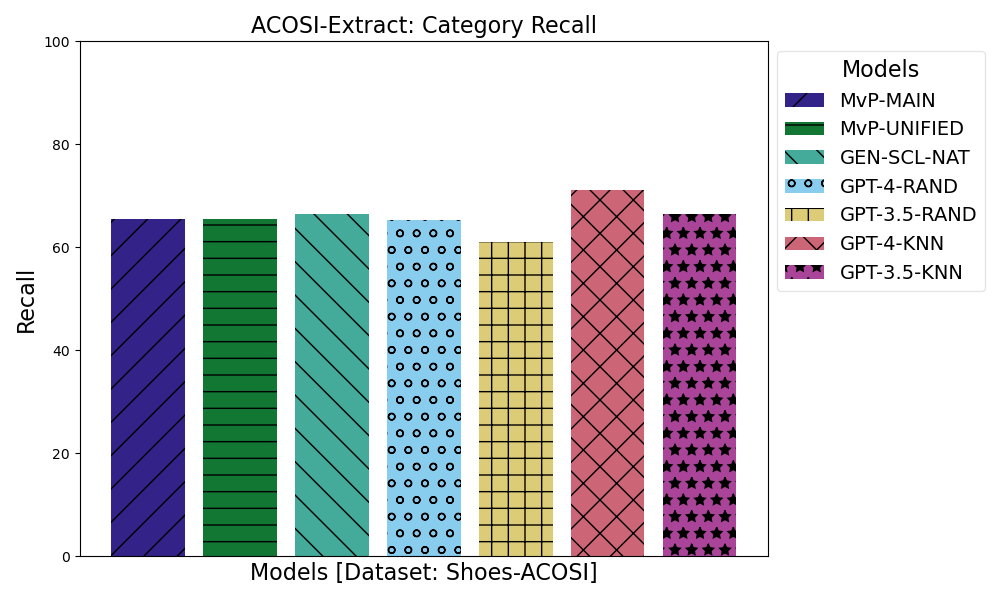 ACOSI-Extract: Category Recall
100
80
60
40
20
0
Recall
Models [Dataset: Shoes-ACOSI]
Models
MvP-MAIN
MvP-UNIFIED
GEN-SCL-NAT
GPT-4-RAND
GPT-3.5-RAND
GPT-4-KNN
GPT-3.5-KNN